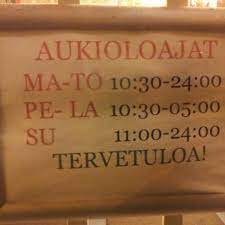 AUKIOLOAJAT
MA-TO 10:30-24:00
PE- LA 10:30-05:00
SU 11:00-24:00
TERVETULOA!